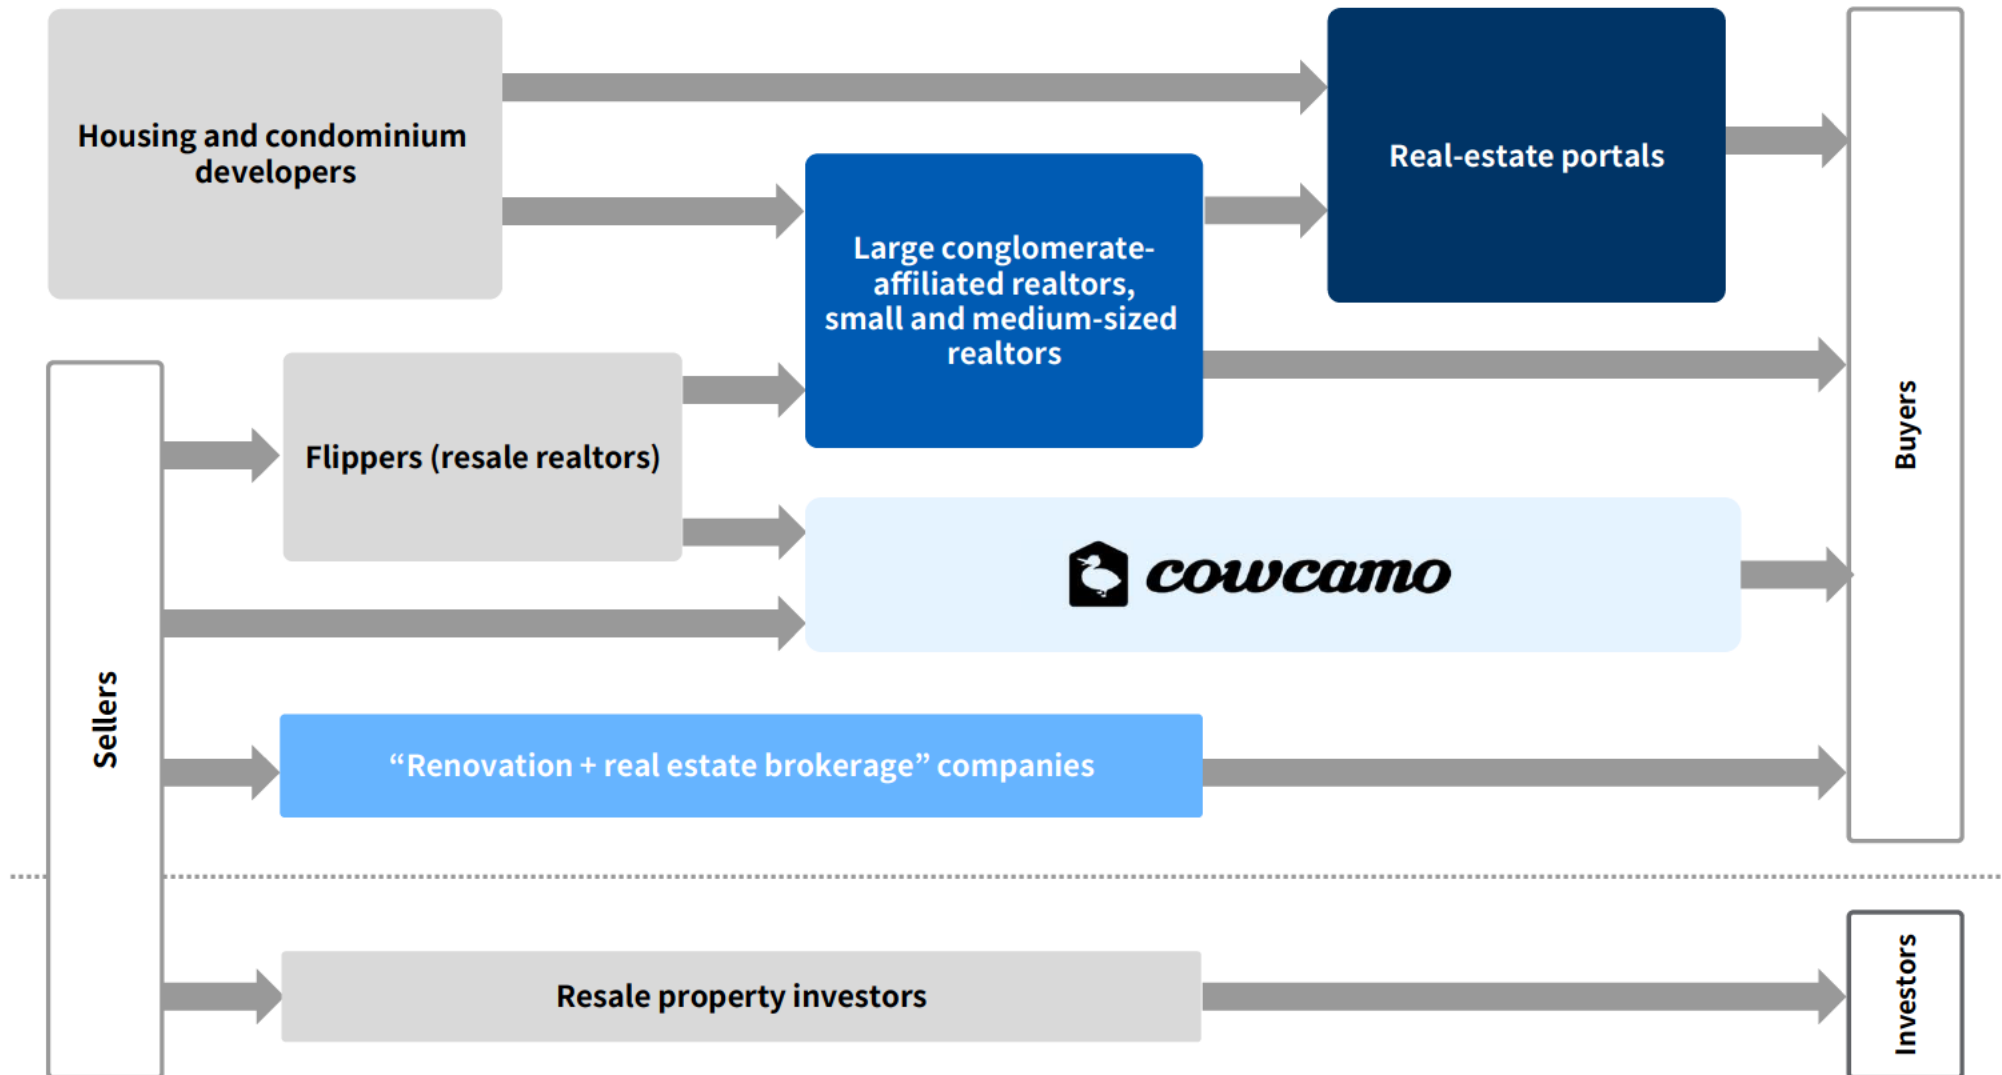 Housing and condominium
developers
Real-estate portals
Large conglomerate-
affiliated realtors,
small and medium-sized
realtors
Buyers
Flippers (resale realtors)
cowcamo
Sellers
“Renovation + real estate brokerage” companies
Resale property investors
Investors